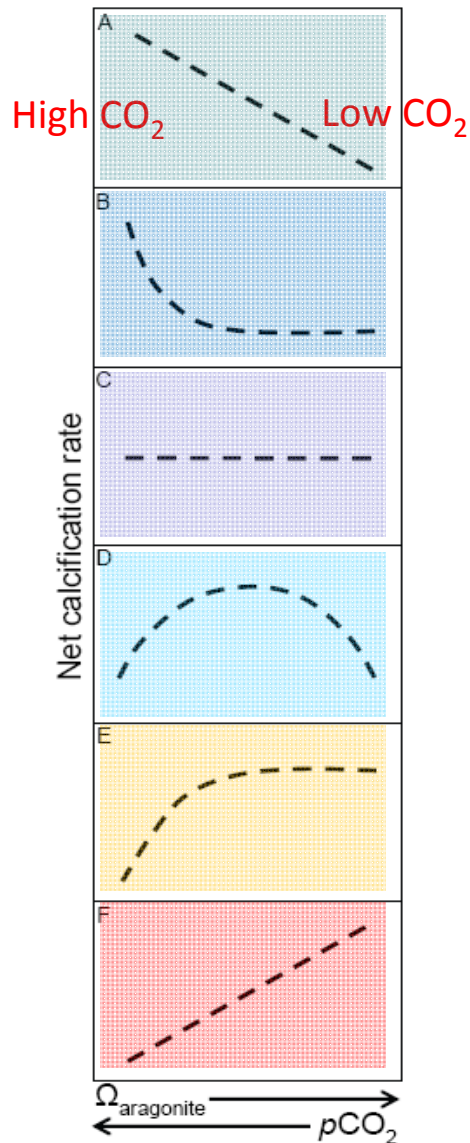 A
High CO₂ Low CO₂
B
C
Net calcification rate
D
E
F
Ωaragonite
pCO₂